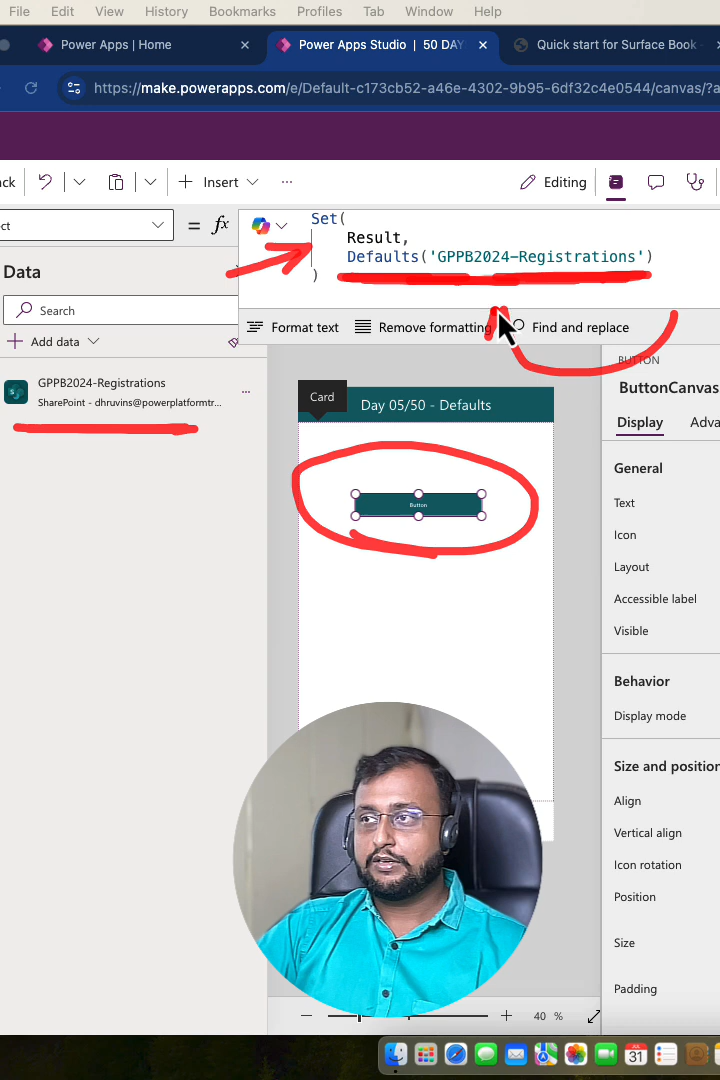 File Edit View History Bookmarks Profiles Tab Window Help
Power Apps | Home
Power Apps Studio | 50 DAY
Quick start for Surface Book
https://make.powerapps.com/e/Default-c173cb52-a46e-4302-9b95-6df32c4e0544/canvas/?a
ck
Insert
...
Editing
ct
= fx
Set(
Result,
Defaults('GPPB2024-Registrations')
)
Data
Search
Add data
Format text
Remove formatting
Find and replace
GPPB2024-Registrations
SharePoint - dhruvins@powerplatformtr...
...
Card
Day 05/50 - Defaults
Button
BUTTON
ButtonCanvas
Display
Adva
General
Text
Icon
Layout
Accessible label
Visible
Behavior
Display mode
Size and position
Align
Vertical align
Icon rotation
Position
Size
Padding
40 %
JUL
31